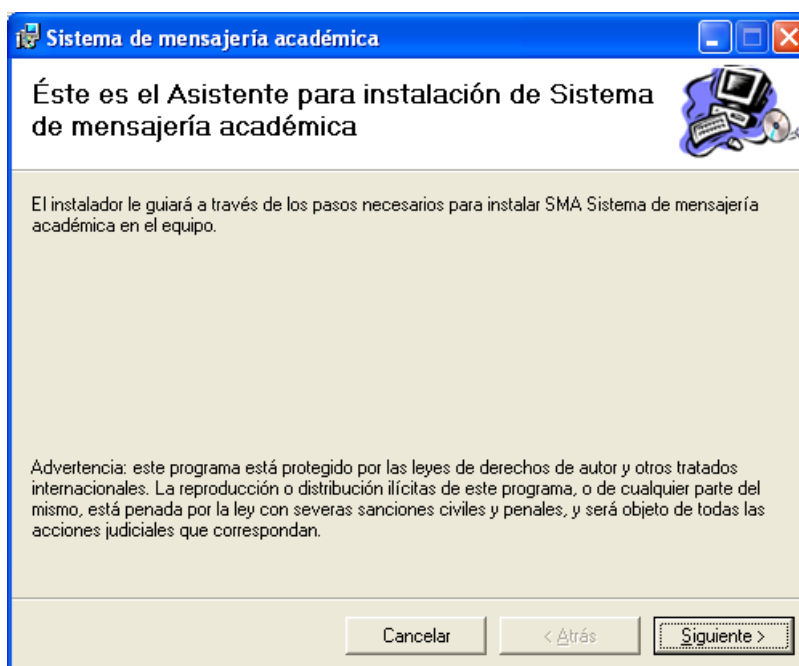 Sistema de mensajería académica
Éste es el Asistente para instalación de Sistema
de mensajería académica
El instalador le guiará a través de los pasos necesarios para instalar SMA Sistema de mensajería
académica en el equipo.
Advertencia: este programa está protegido por las leyes de derechos de autor y otros tratados
internacionales. La reproducción o distribución ilícitas de este programa, o de cualquier parte del
mismo, está penada por la ley con severas sanciones civiles y penales, y será objeto de todas las
acciones judiciales que correspondan.
Cancelar < Atrás Siguiente >